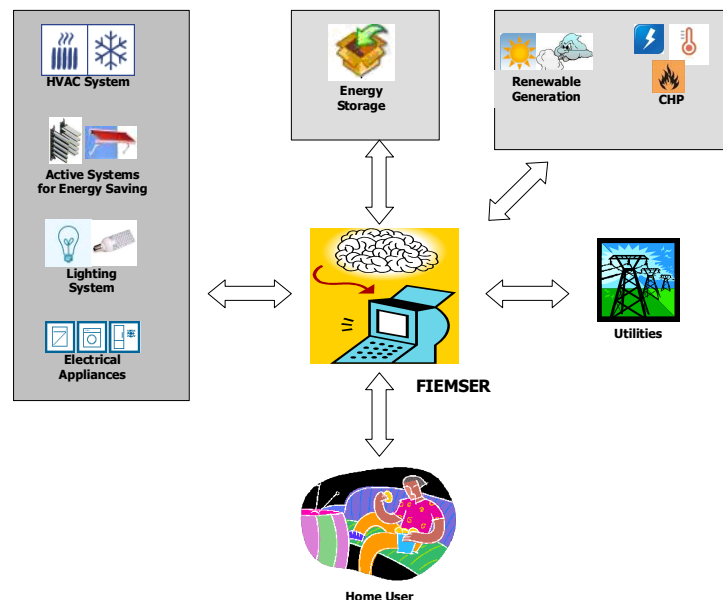 HVAC System
Active Systems
for Energy Saving
Lighting
System
Electrical
Appliances
Energy
Storage
Renewable
Generation
CHP
Utilities
FIEMSER
Home User